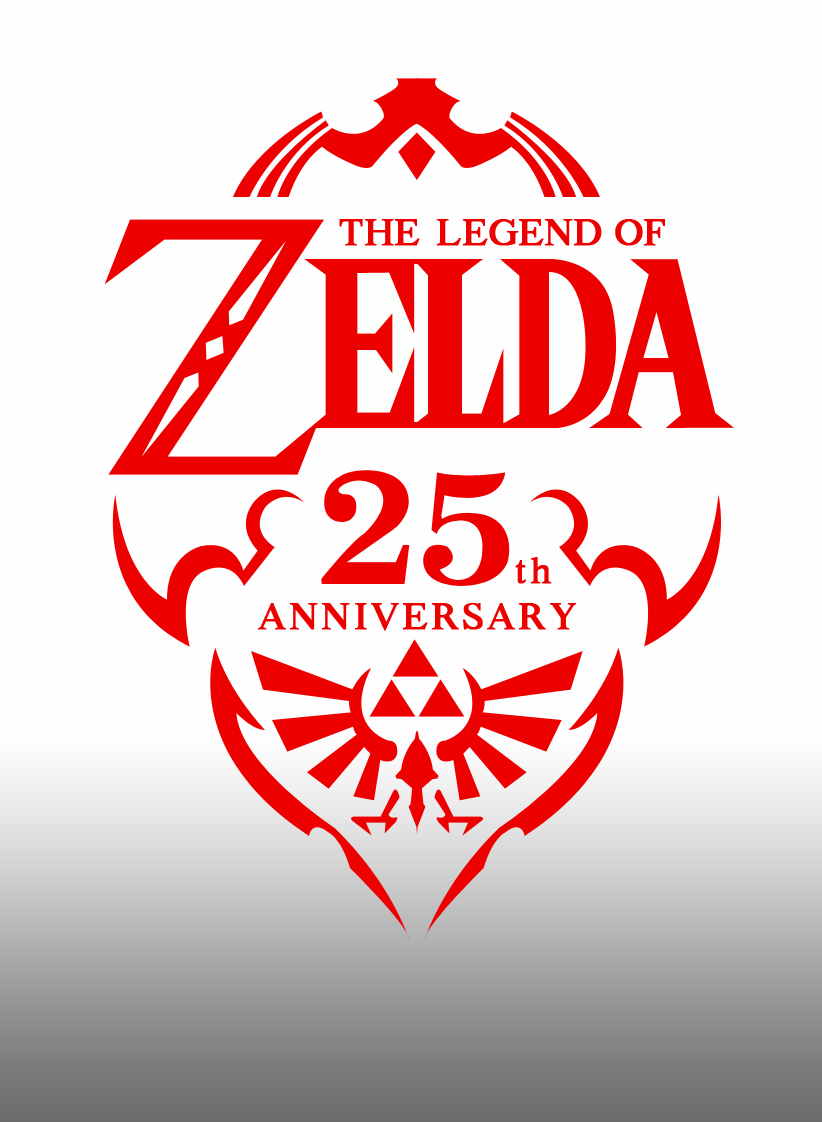 THE LEGEND OF
ZELDA
25th
ANNIVERSARY